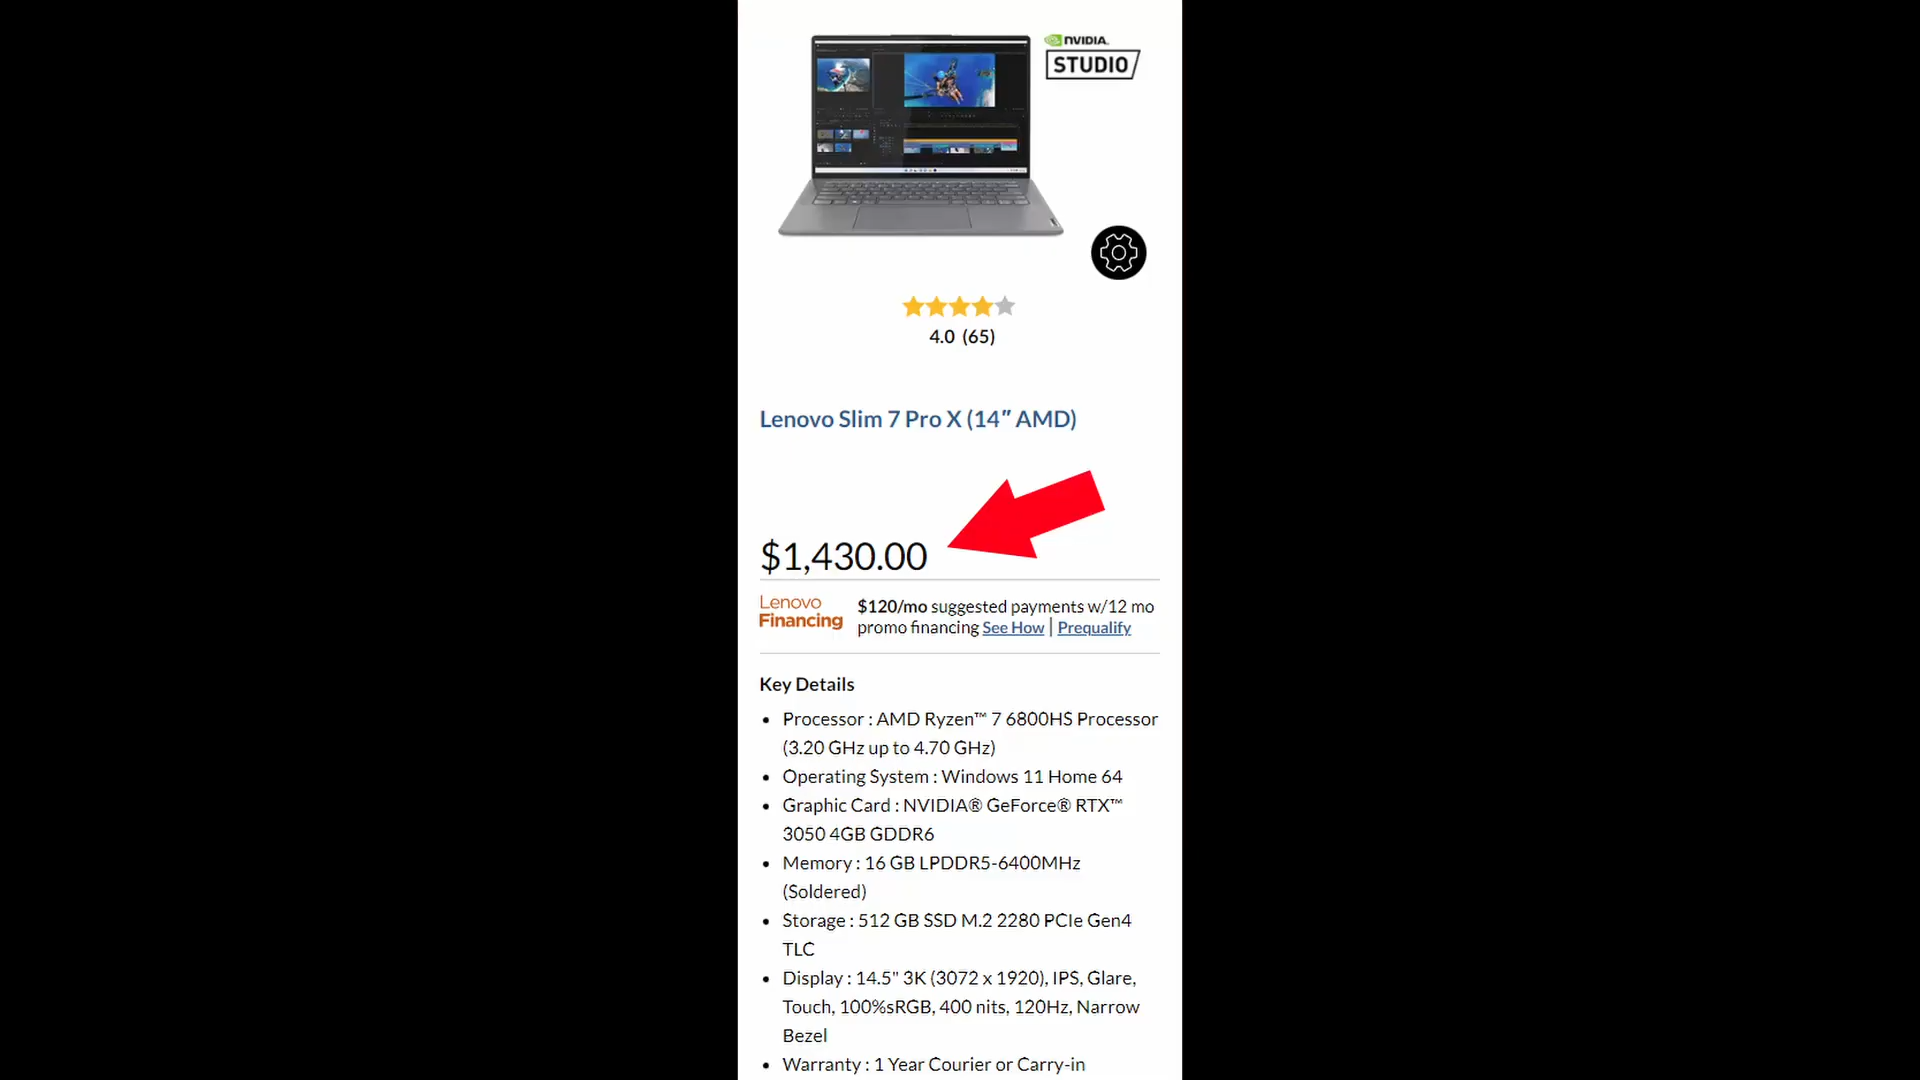 NVIDIA.
STUDIO
4.0 (65)
Lenovo Slim 7 Pro X (14″ AMD)
$1,430.00
Lenovo
Financing
$120/mo suggested payments w/12 mo
promo financing See How | Prequalify
Key Details
• Processor : AMD Ryzen™ 7 6800HS Processor
(3.20 GHz up to 4.70 GHz)
• Operating System : Windows 11 Home 64
• Graphic Card : NVIDIA® GeForce® RTX™
3050 4GB GDDR6
• Memory : 16 GB LPDDR5-6400MHz
(Soldered)
• Storage : 512 GB SSD M.2 2280 PCIe Gen4
TLC
• Display : 14.5" 3K (3072 x 1920), IPS, Glare,
Touch, 100%sRGB, 400 nits, 120Hz, Narrow
Bezel
• Warranty : 1 Year Courier or Carry-in